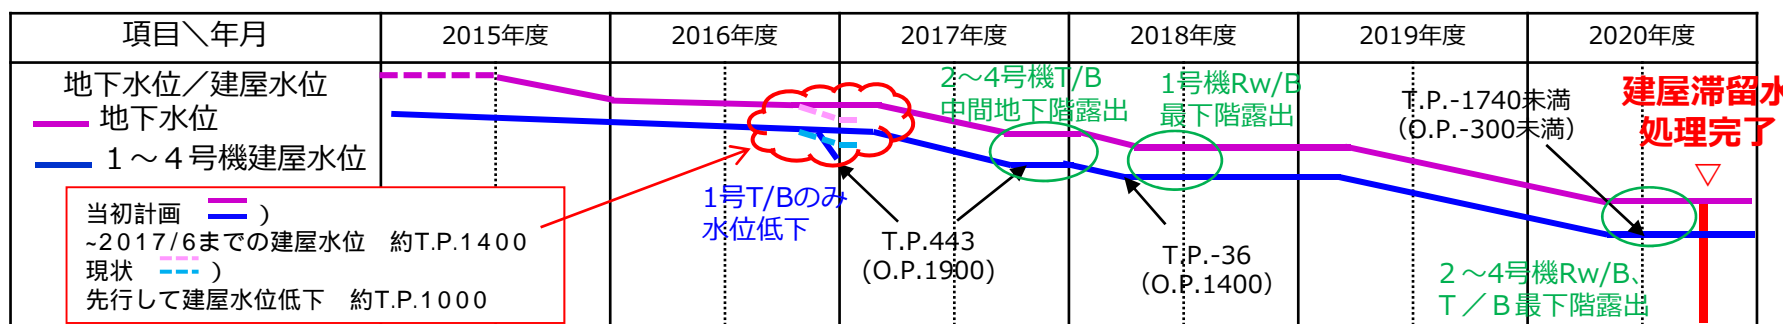 項目＼年月
2015年度
2016年度
2017年度
2018年度
2019年度
2020年度
地下水位／建屋水位
地下水位
１～４号機建屋水位
当初計画　　）
~2017/6までの建屋水位　約T.P.1400
現状　　）
先行して建屋水位低下　約T.P.1000
1号T/Bのみ
水位低下
2～4号機T/B
中間地下階露出
T.P.443
(O.P.1900)
1号機Rw/B
最下階露出
T.P.-36
（O.P.1400）
T.P.-1740未満
（O.P.-300未満）
２～４号機Rw/B、
Ｔ／Ｂ最下階露出
建屋滞留水
処理完了